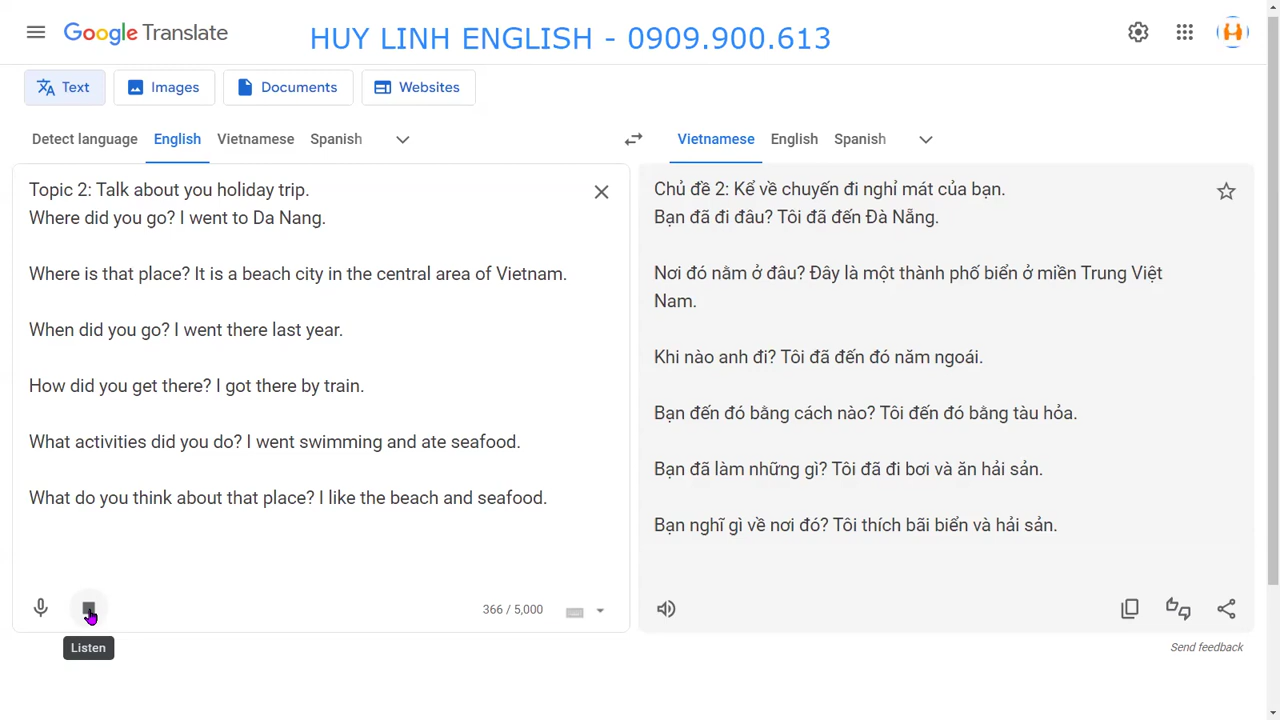 Google Translate
HUY LINH ENGLISH - 0909.900.613
Text
Images
Documents
Websites
Detect language
English
Vietnamese
Spanish
Vietnamese
English
Spanish
Topic 2: Talk about you holiday trip.
Where did you go? I went to Da Nang.
Where is that place? It is a beach city in the central area of Vietnam.
When did you go? I went there last year.
How did you get there? I got there by train.
What activities did you do? I went swimming and ate seafood.
What do you think about that place? I like the beach and seafood.
366 / 5,000
Listen
Chủ đề 2: Kể về chuyến đi nghỉ mát của bạn.
Bạn đã đi đâu? Tôi đã đến Đà Nẵng.
Nơi đó nằm ở đâu? Đây là một thành phố biển ở miền Trung Việt
Nam.
Khi nào anh đi? Tôi đã đến đó năm ngoái.
Bạn đến đó bằng cách nào? Tôi đến đó bằng tàu hỏa.
Bạn đã làm những gì? Tôi đã đi bơi và ăn hải sản.
Bạn nghĩ gì về nơi đó? Tôi thích bãi biển và hải sản.
Send feedback